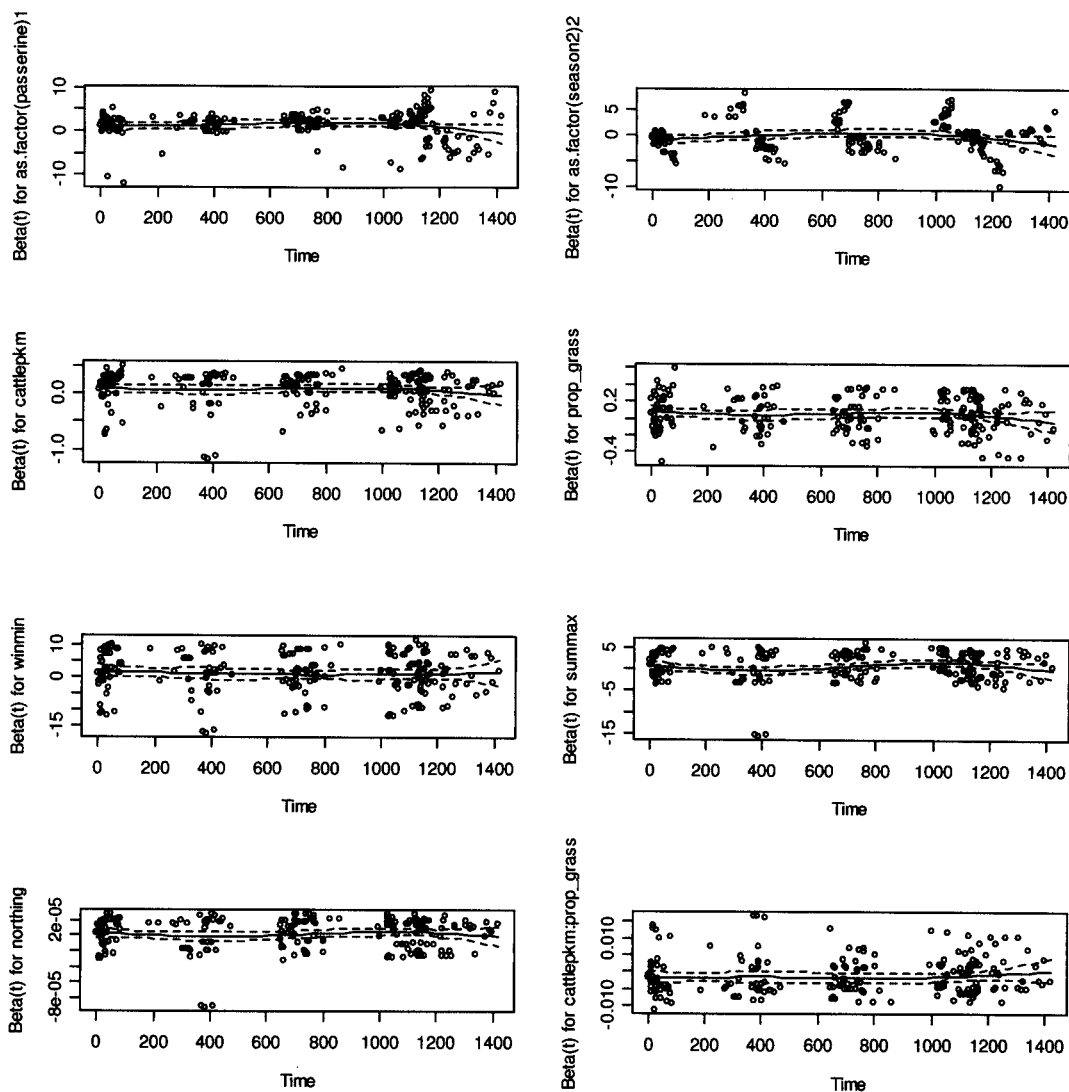 Beta(t) for as.factor(passerine)1
10
0
-10
0 200 400 600 800 1000 1200 1400
Time
Beta(t) for as.factor(season2)2
5
0
-10
0 200 400 600 800 1000 1200 1400
Time
Beta(t) for cattlepkm
0.0
-1.0
0 200 400 600 800 1000 1200 1400
Time
Beta(t) for prop_grass
0.2
-0.4
0 200 400 600 800 1000 1200 1400
Time
Beta(t) for winmin
10
0
-15
0 200 400 600 800 1000 1200 1400
Time
Beta(t) for summax
5
-5
-15
0 200 400 600 800 1000 1200 1400
Time
Beta(t) for northing
2e-05
-8e-05
0 200 400 600 800 1000 1200 1400
Time
Beta(t) for cattlepkm:prop_grass
0.010
-0.010
0 200 400 600 800 1000 1200 1400
Time